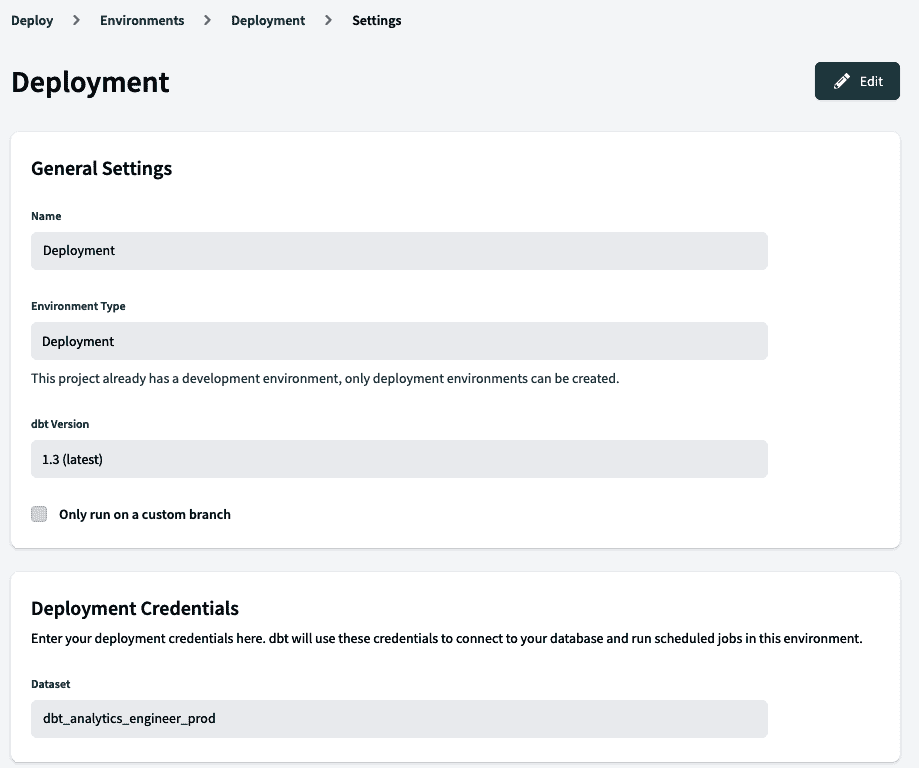 Deploy > Environments > Deployment > Settings
Deployment
Edit
General Settings
Name
Deployment
Environment Type
Deployment
This project already has a development environment, only deployment environments can be created.
dbt Version
1.3 (latest)
Only run on a custom branch
Deployment Credentials
Enter your deployment credentials here. dbt will use these credentials to connect to your database and run scheduled jobs in this environment.
Dataset
dbt_analytics_engineer_prod